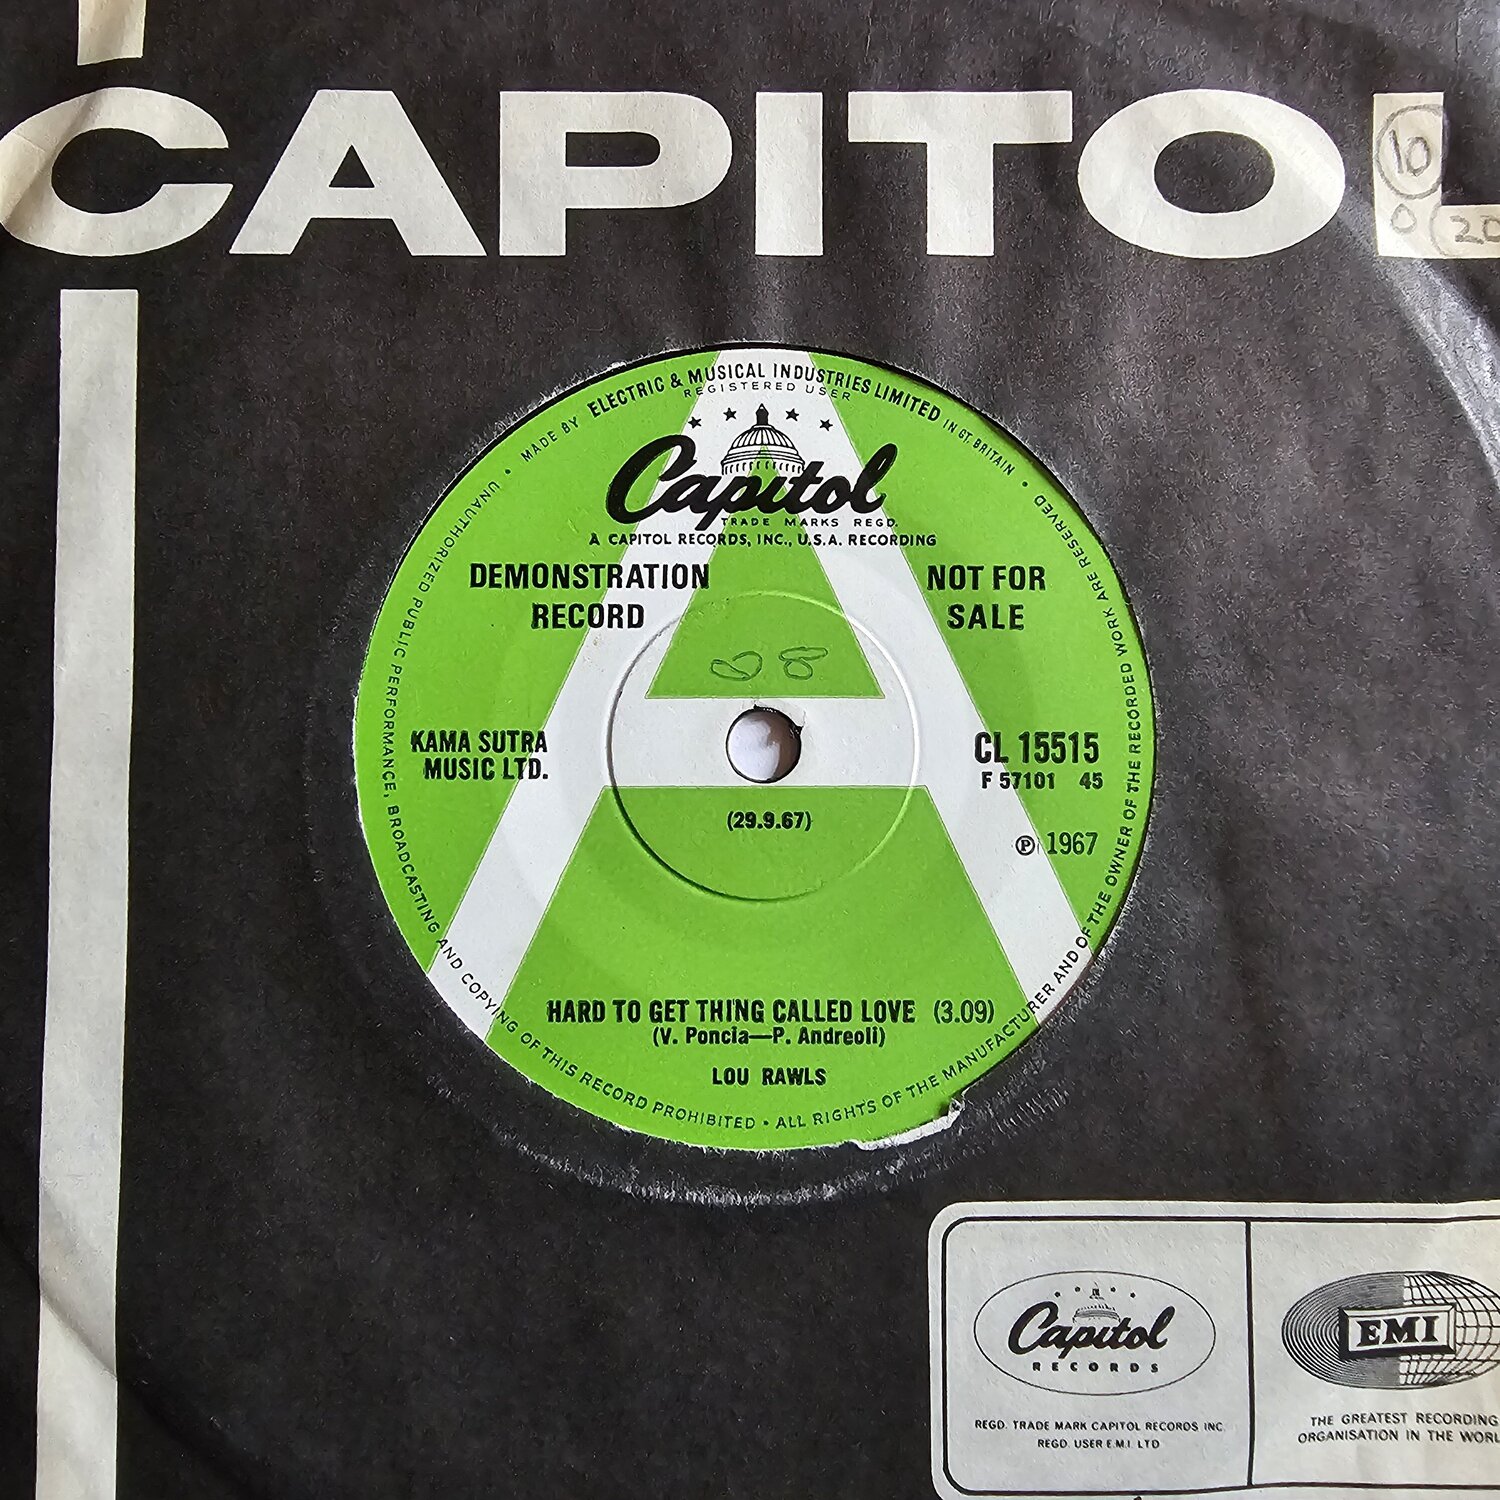 CAPITOL
10
0 20
MADE BY ELECTRIC & MUSICAL INDUSTRIES LIMITED IN GT. BRITAIN
REGISTERED USER
Capitol
TRADE MARKS REGD.
A CAPITOL RECORDS, INC., U.S.A. RECORDING
DEMONSTRATION
RECORD
NOT FOR
SALE
KAMA SUTRA
MUSIC LTD.
CL 15515
F 57101 45
(29.9.67)
Ⓟ 1967
HARD TO GET THING CALLED LOVE (3.09)
(V. Poncia—P. Andreoli)
LOU RAWLS
UNAUTHORIZED PUBLIC PERFORMANCE, BROADCASTING AND COPYING OF THIS RECORD PROHIBITED • ALL RIGHTS OF THE MANUFACTURER AND OF THE OWNER OF THE RECORDED WORK ARE RESERVED •
Capitol
RECORDS
REGD. TRADE MARK CAPITOL RECORDS INC.
REGD. USER E.M.I. LTD
EMI
THE GREATEST RECORDING
ORGANISATION IN THE WORL